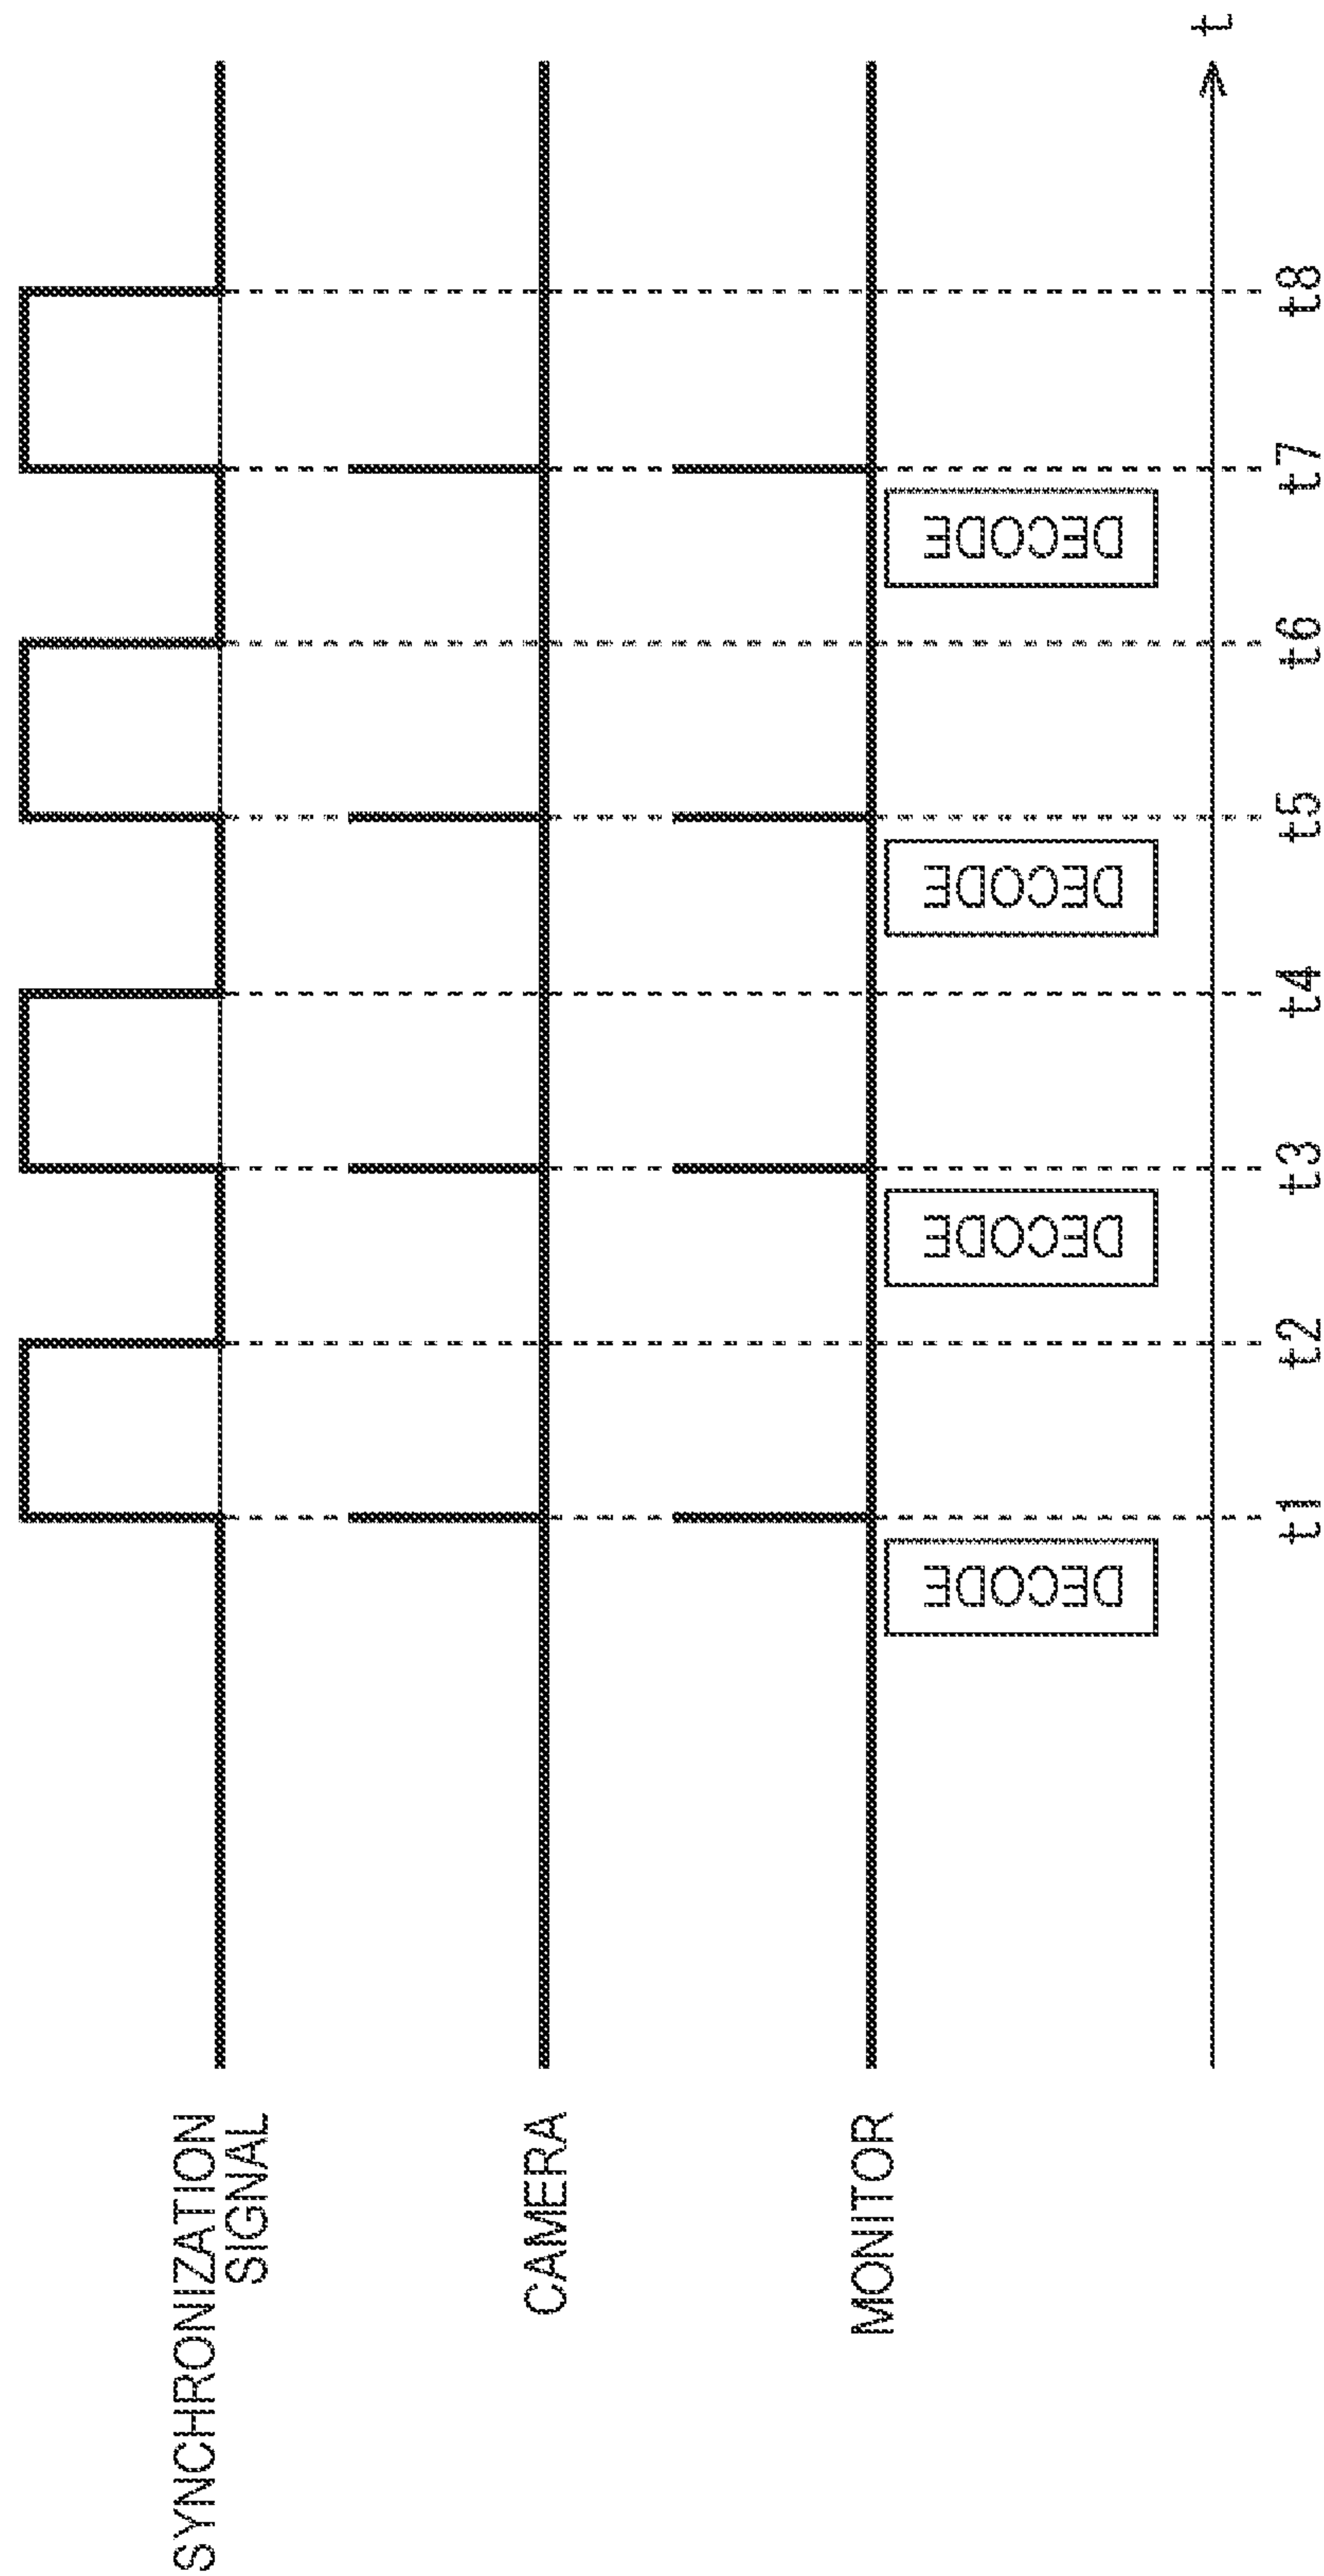 SYNCHRONIZATION
SIGNAL
CAMERA
MONITOR
DECODE
DECODE
DECODE
DECODE
t1
t2
t3
t4
t5
t6
t7
t8
t